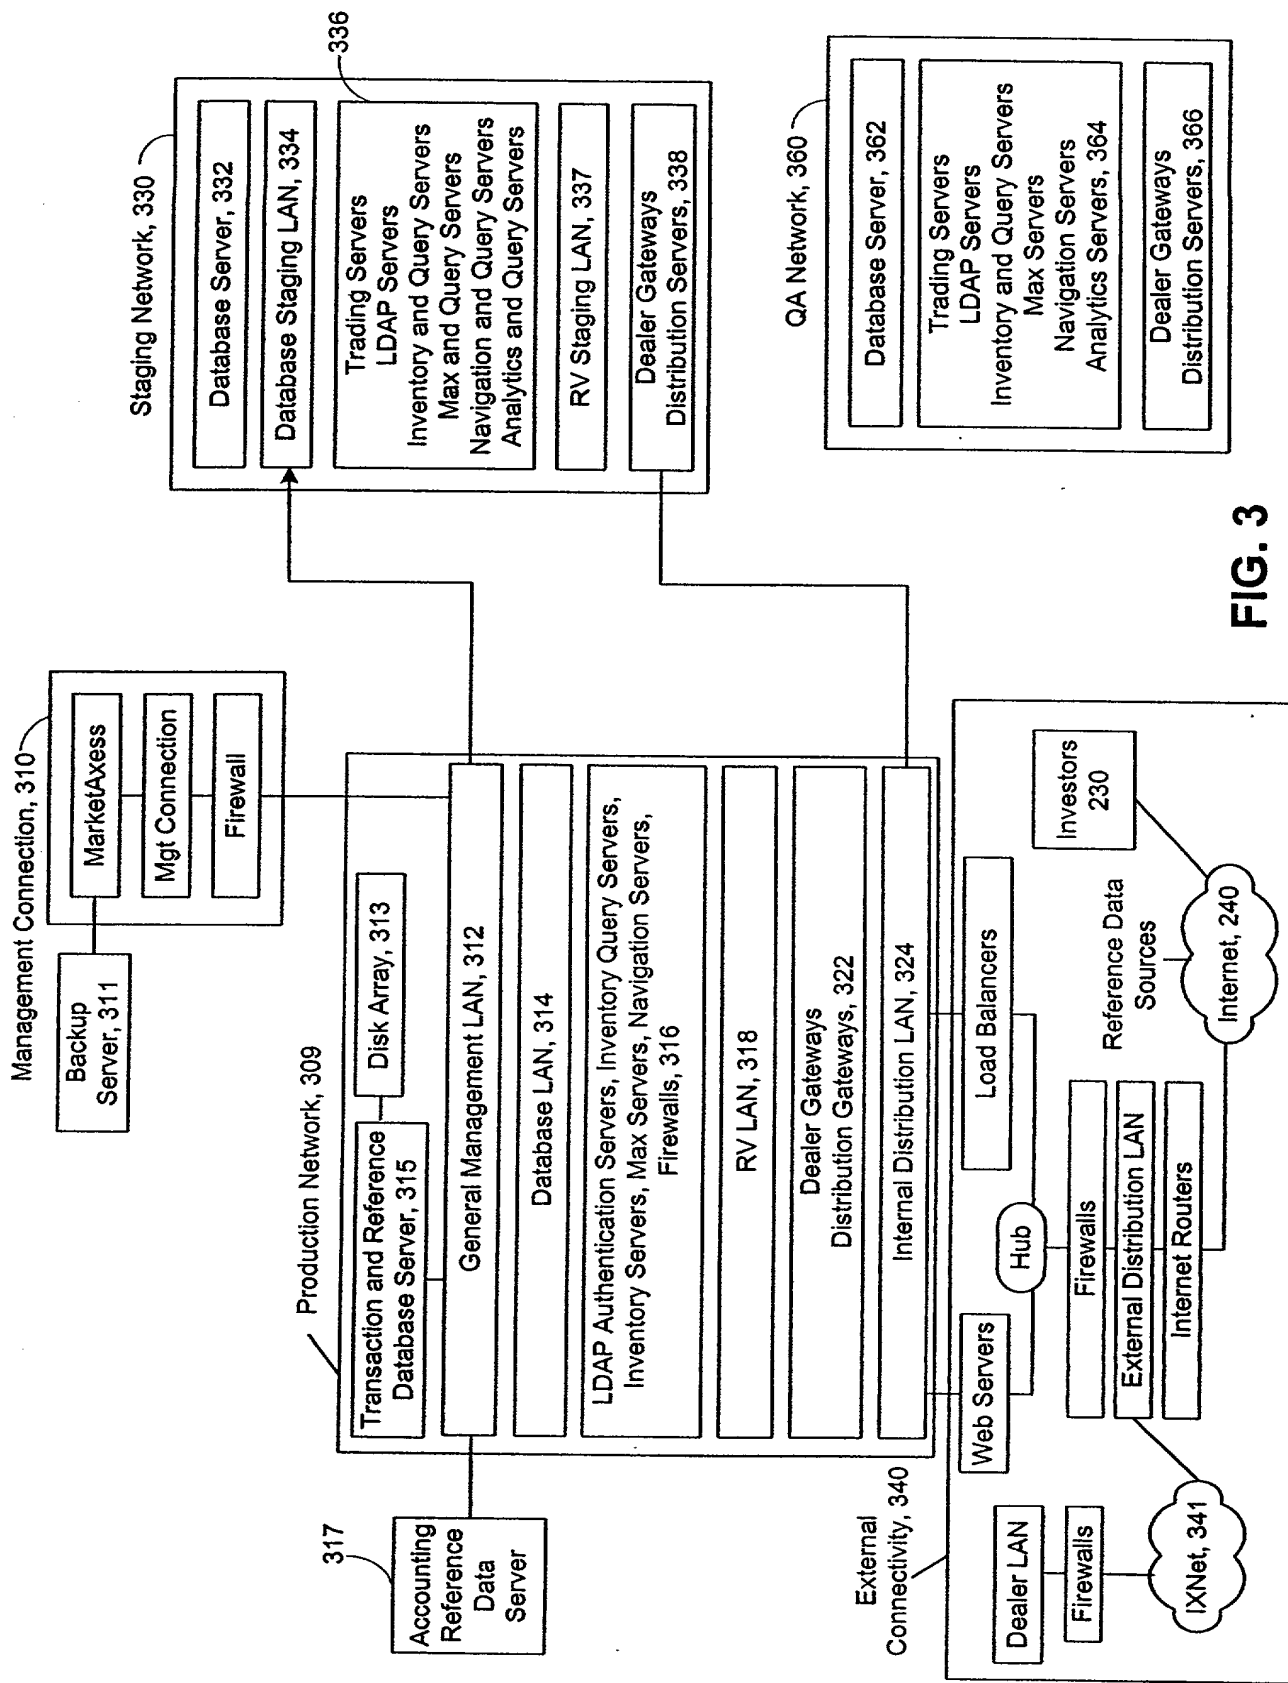 Management Connection, 310
Backup
Server, 311
MarketAxess
Mgt Connection
Firewall
Staging Network, 330
Database Server, 332
Database Staging LAN, 334
336
Trading Servers
LDAP Servers
Inventory and Query Servers
Max and Query Servers
Navigation and Query Servers
Analytics and Query Servers
RV Staging LAN, 337
Dealer Gateways
Distribution Servers, 338
317
Accounting
Reference
Data
Server
Production Network, 309
Transaction and Reference
Database Server, 315
Disk Array, 313
General Management LAN, 312
Database LAN, 314
LDAP Authentication Servers, Inventory Query Servers,
Inventory Servers, Max Servers, Navigation Servers,
Firewalls, 316
RV LAN, 318
Dealer Gateways
Distribution Gateways, 322
Internal Distribution LAN, 324
QA Network, 360
Database Server, 362
Trading Servers
LDAP Servers
Inventory and Query Servers
Max Servers
Navigation Servers
Analytics Servers, 364
Dealer Gateways
Distribution Servers, 366
External
Connectivity, 340
Dealer LAN
Firewalls
IXNet, 341
Web Servers
Hub
Load Balancers
Firewalls
External Distribution LAN
Internet Routers
Investors
230
Reference Data
Sources
Internet, 240
FIG. 3